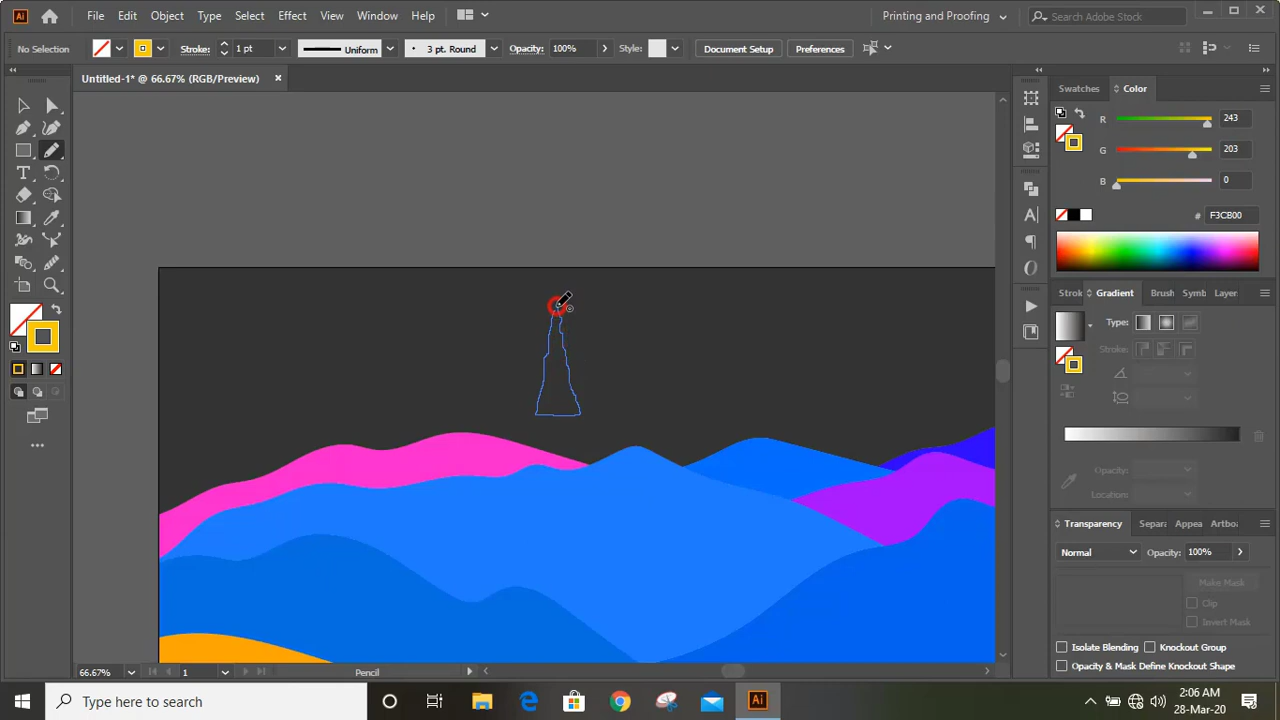 Ai File Edit Object Type Select Effect View Window Help Printing and Proofing Search Adobe Stock
No Selection Stroke: 1 pt Uniform 3 pt. Round Opacity: 100% Style: Document Setup Preferences
Untitled-1* @ 66.67% (RGB/Preview)
Swatches Color
R 243
G 203
B 0
# F3CB00
Strok Gradient Brush Symb Layer
Type:
Stroke:
Opacity:
Location:
Transparency Separa Appea Artboa
Normal Opacity: 100%
Make Mask
Clip
Invert Mask
Isolate Blending Knockout Group
Opacity & Mask Define Knockout Shape
66.67% 1 Pencil
Type here to search Ai 2:06 AM
28-Mar-20